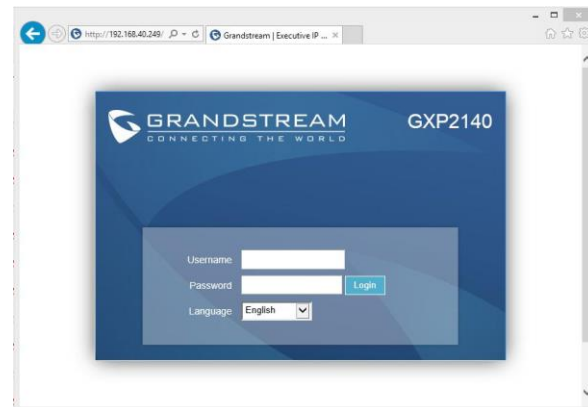 http://192.168.40.249/
Grandstream | Executive IP ...
GRANDSTREAM
CONNECTING THE WORLD
GXP2140
Username
Password
Login
Language
English